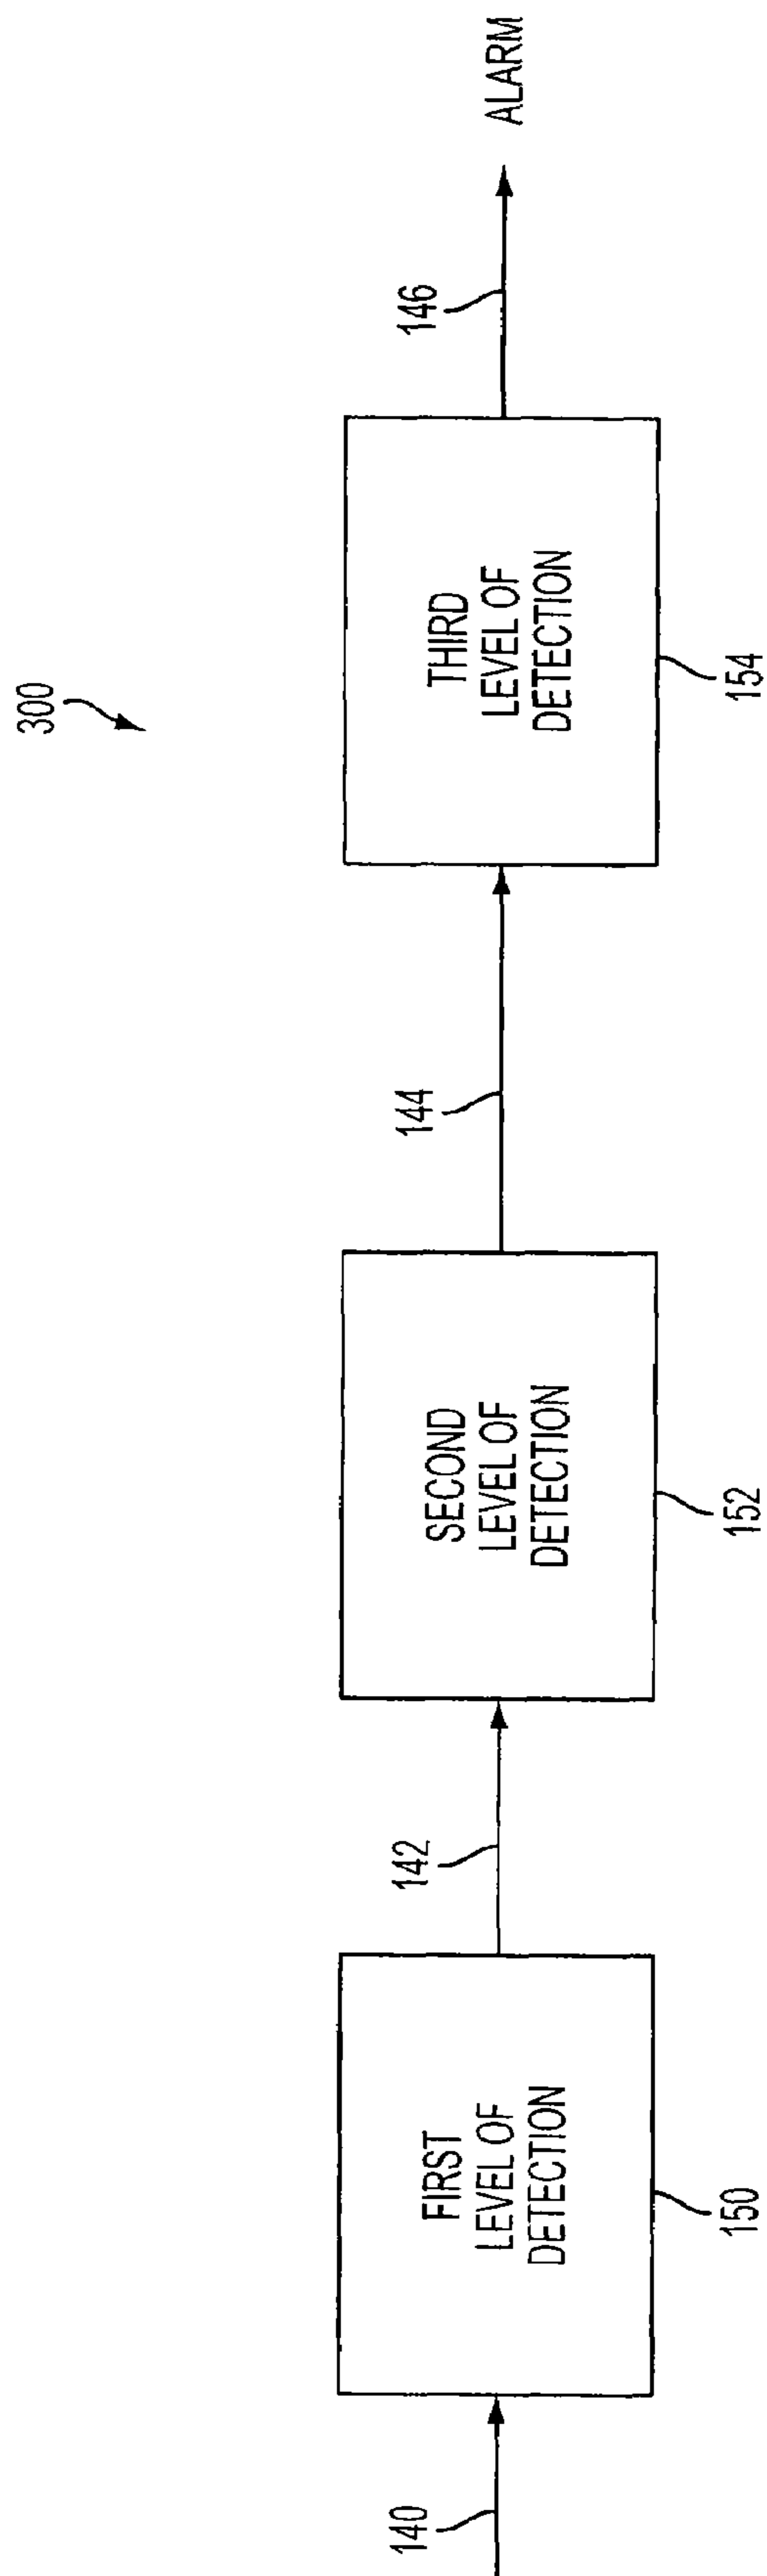 300
140
FIRST
LEVEL OF
DETECTION
150
142
SECOND
LEVEL OF
DETECTION
152
144
THIRD
LEVEL OF
DETECTION
154
146
ALARM